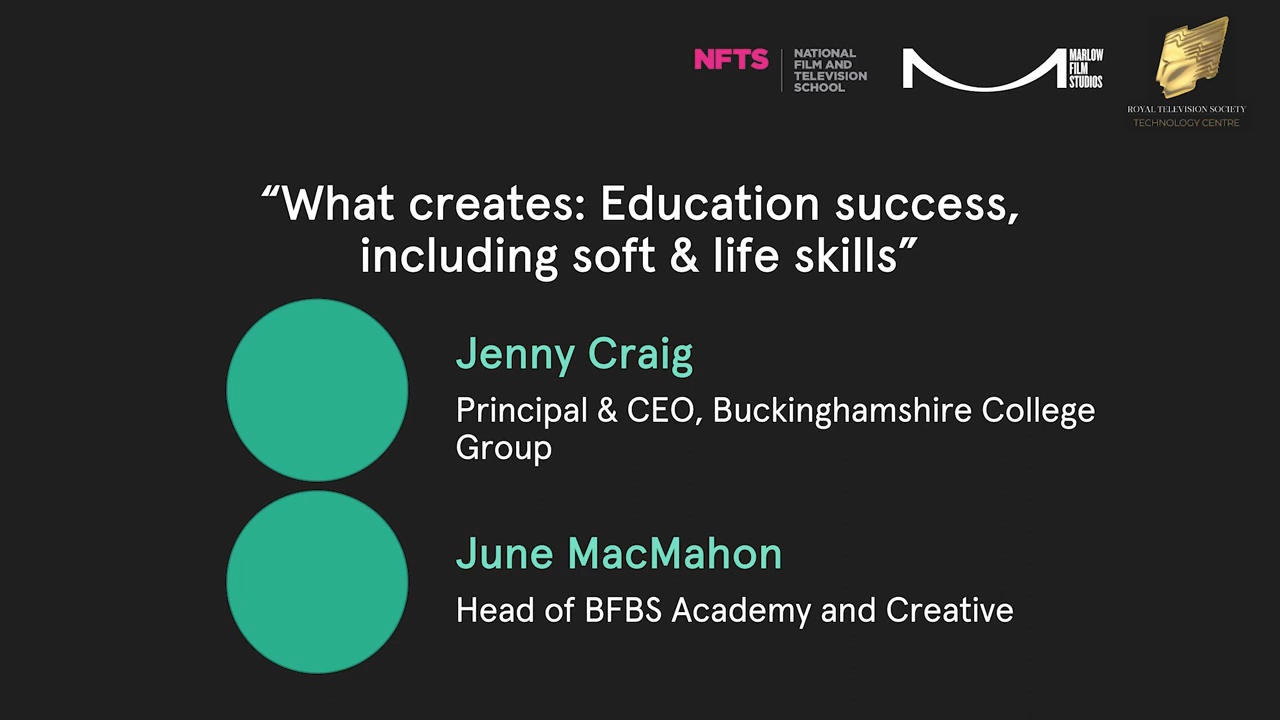 NFTS
NATIONAL
FILM AND
TELEVISION
SCHOOL
MARLOW
FILM
STUDIOS
ROYAL TELEVISION SOCIETY
TECHNOLOGY CENTRE
“What creates: Education success,
including soft & life skills”
Jenny Craig
Principal & CEO, Buckinghamshire College
Group
June MacMahon
Head of BFBS Academy and Creative